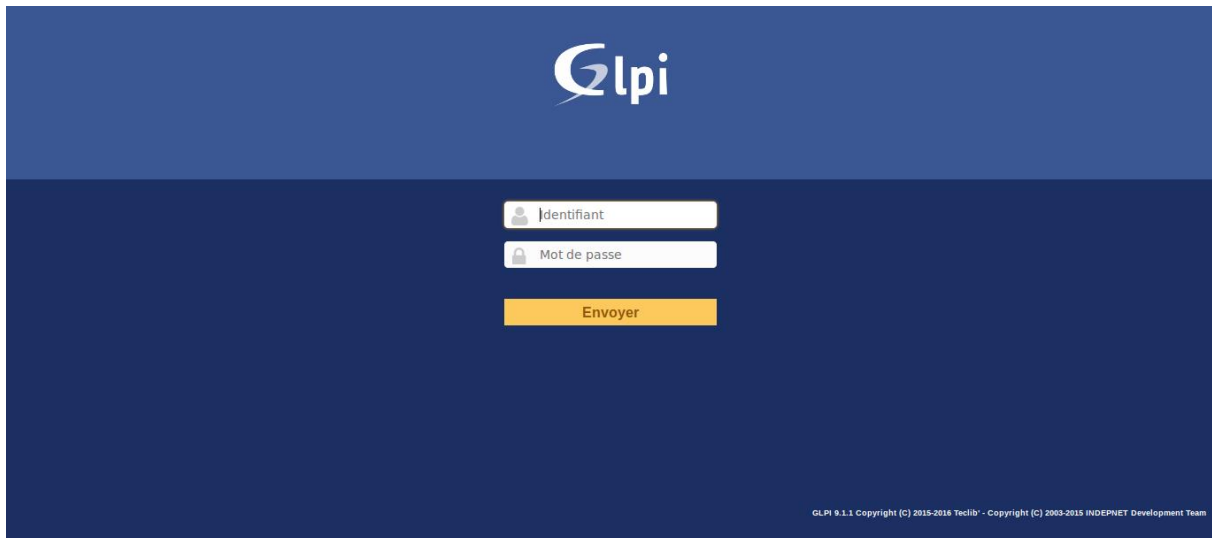 Glpi
Identifiant
Mot de passe
Envoyer
GLPI 9.1.1 Copyright (C) 2015-2016 Teclib' - Copyright (C) 2003-2015 INDEPNET Development Team